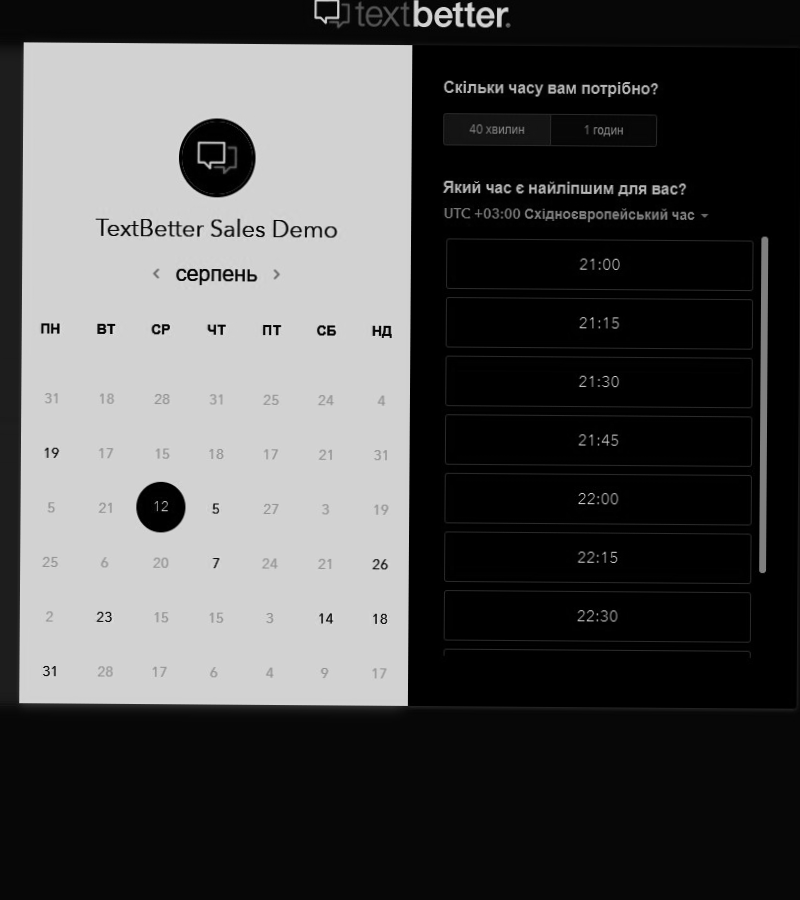 textbetter.
TextBetter Sales Demo
серпень
ПН ВТ СР ЧТ ПТ СБ НД
31 18 28 31 25 24 4
19 17 15 18 17 21 31
5 21 12 5 27 3 19
25 6 20 7 24 21 26
2 23 15 15 3 14 18
31 28 17 6 4 9 17
Скільки часу вам потрібно?
40 хвилин 1 годин
Який час є найліпшим для вас?
UTC +03:00 Східноєвропейський час
21:00
21:15
21:30
21:45
22:00
22:15
22:30